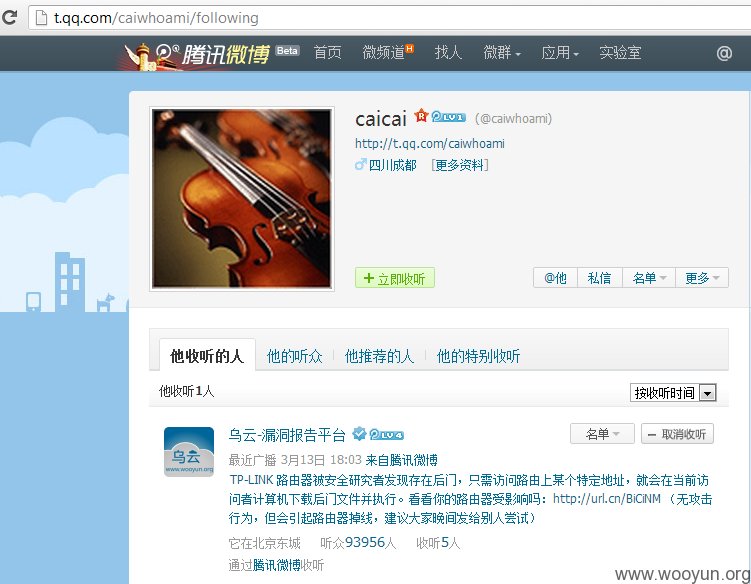 t.qq.com/caiwhoami/following
腾讯微博 Beta 首页 微频道 H 找人 微群 应用 实验室 @
caicai R LV1 (@caiwhoami)
http://t.qq.com/caiwhoami
四川成都 [更多资料]
+ 立即收听 @他 私信 名单 更多
他收听的人 他的听众 他推荐的人 他的特别收听
他收听1人 按收听时间
乌云
www.wooyun.org
乌云-漏洞报告平台 LV4 名单 — 取消收听
最近广播 3月13日 18:03 来自腾讯微博
TP-LINK 路由器被安全研究者发现存在后门，只需访问路由上某个特定地址，就会在当前访
问者计算机下载后门文件并执行。看看你的路由器受影响吗：http://url.cn/BiCiNM （无攻击
行为，但会引起路由器掉线，建议大家晚间发给别人尝试）
它在北京东城 听众93956人 收听5人
通过腾讯微博收听
www.wooyun.org